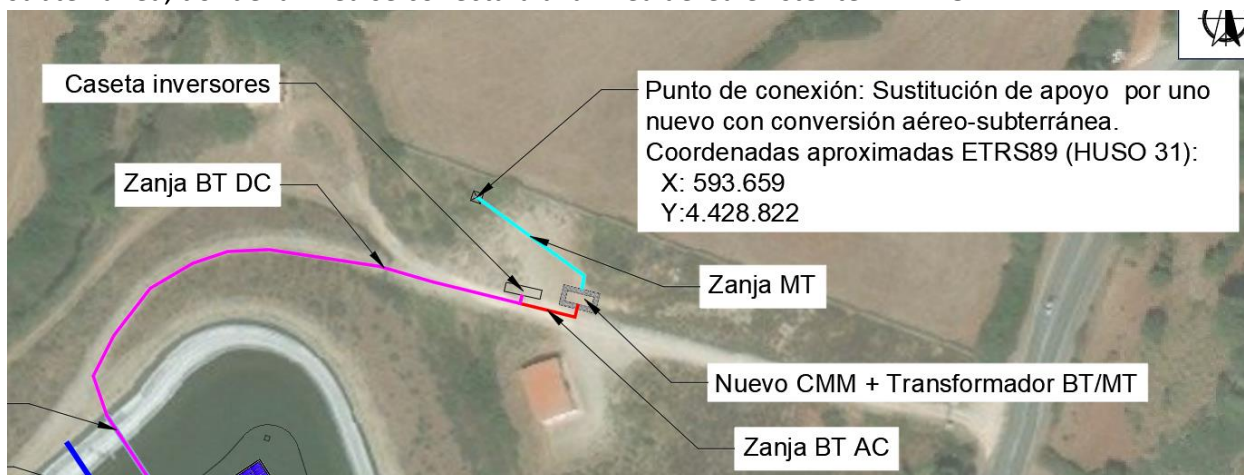 Caseta inversores
Punto de conexión: Sustitución de apoyo por uno
nuevo con conversión aéreo-subterránea.
Coordenadas aproximadas ETRS89 (HUSO 31):
X: 593.659
Y:4.428.822
Zanja BT DC
Zanja MT
Nuevo CMM + Transformador BT/MT
Zanja BT AC